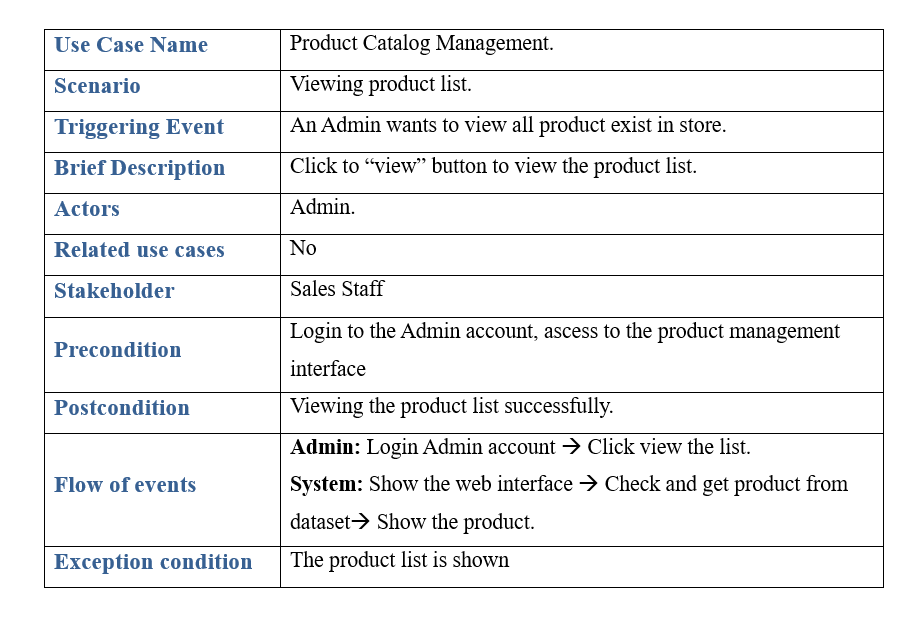 Use Case Name Product Catalog Management.
Scenario Viewing product list.
Triggering Event An Admin wants to view all product exist in store.
Brief Description Click to “view” button to view the product list.
Actors Admin.
Related use cases No
Stakeholder Sales Staff
Precondition Login to the Admin account, ascess to the product management
interface
Postcondition Viewing the product list successfully.
Flow of events Admin: Login Admin account → Click view the list.
System: Show the web interface → Check and get product from
dataset→ Show the product.
Exception condition The product list is shown